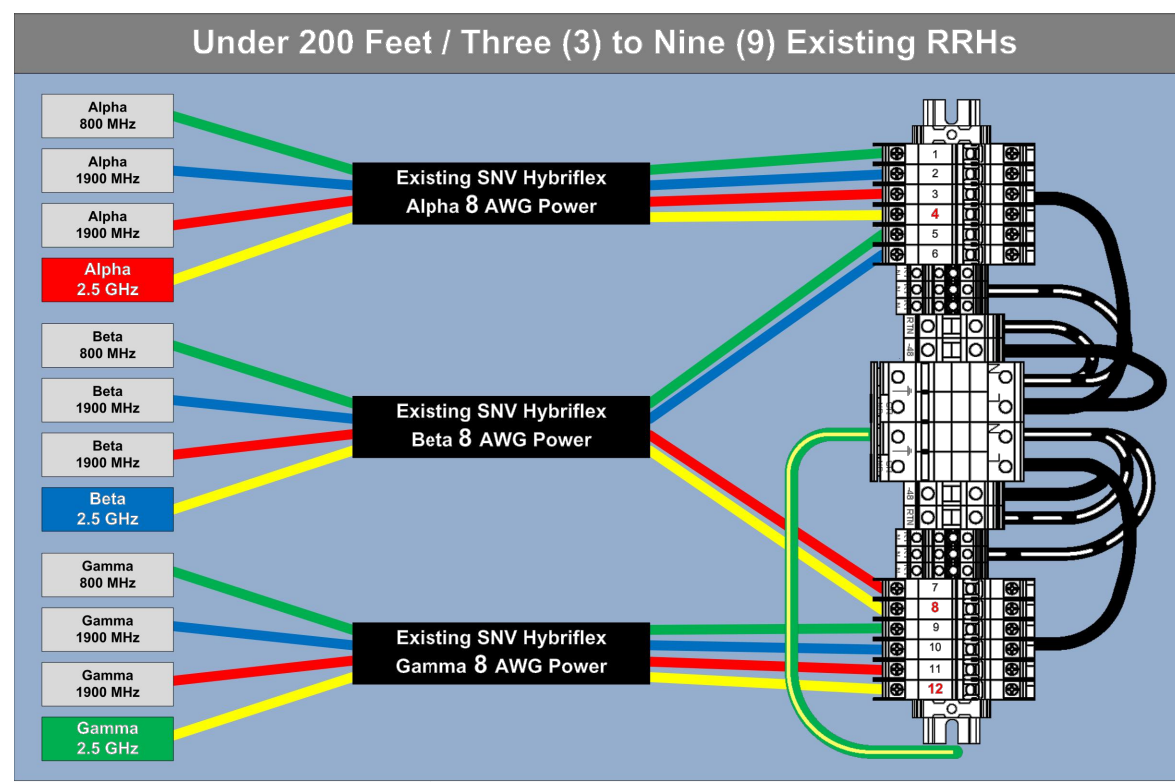 Under 200 Feet / Three (3) to Nine (9) Existing RRHs
Alpha
800 MHz
Alpha
1900 MHz
Alpha
1900 MHz
Alpha
2.5 GHz
Beta
800 MHz
Beta
1900 MHz
Beta
1900 MHz
Beta
2.5 GHz
Gamma
800 MHz
Gamma
1900 MHz
Gamma
1900 MHz
Gamma
2.5 GHz
Existing SNV Hybriflex
Alpha 8 AWG Power
Existing SNV Hybriflex
Beta 8 AWG Power
Existing SNV Hybriflex
Gamma 8 AWG Power
1
2
3
4
5
6
RTN
-48
N
L
N
L
-48
RTN
7
8
9
10
11
12